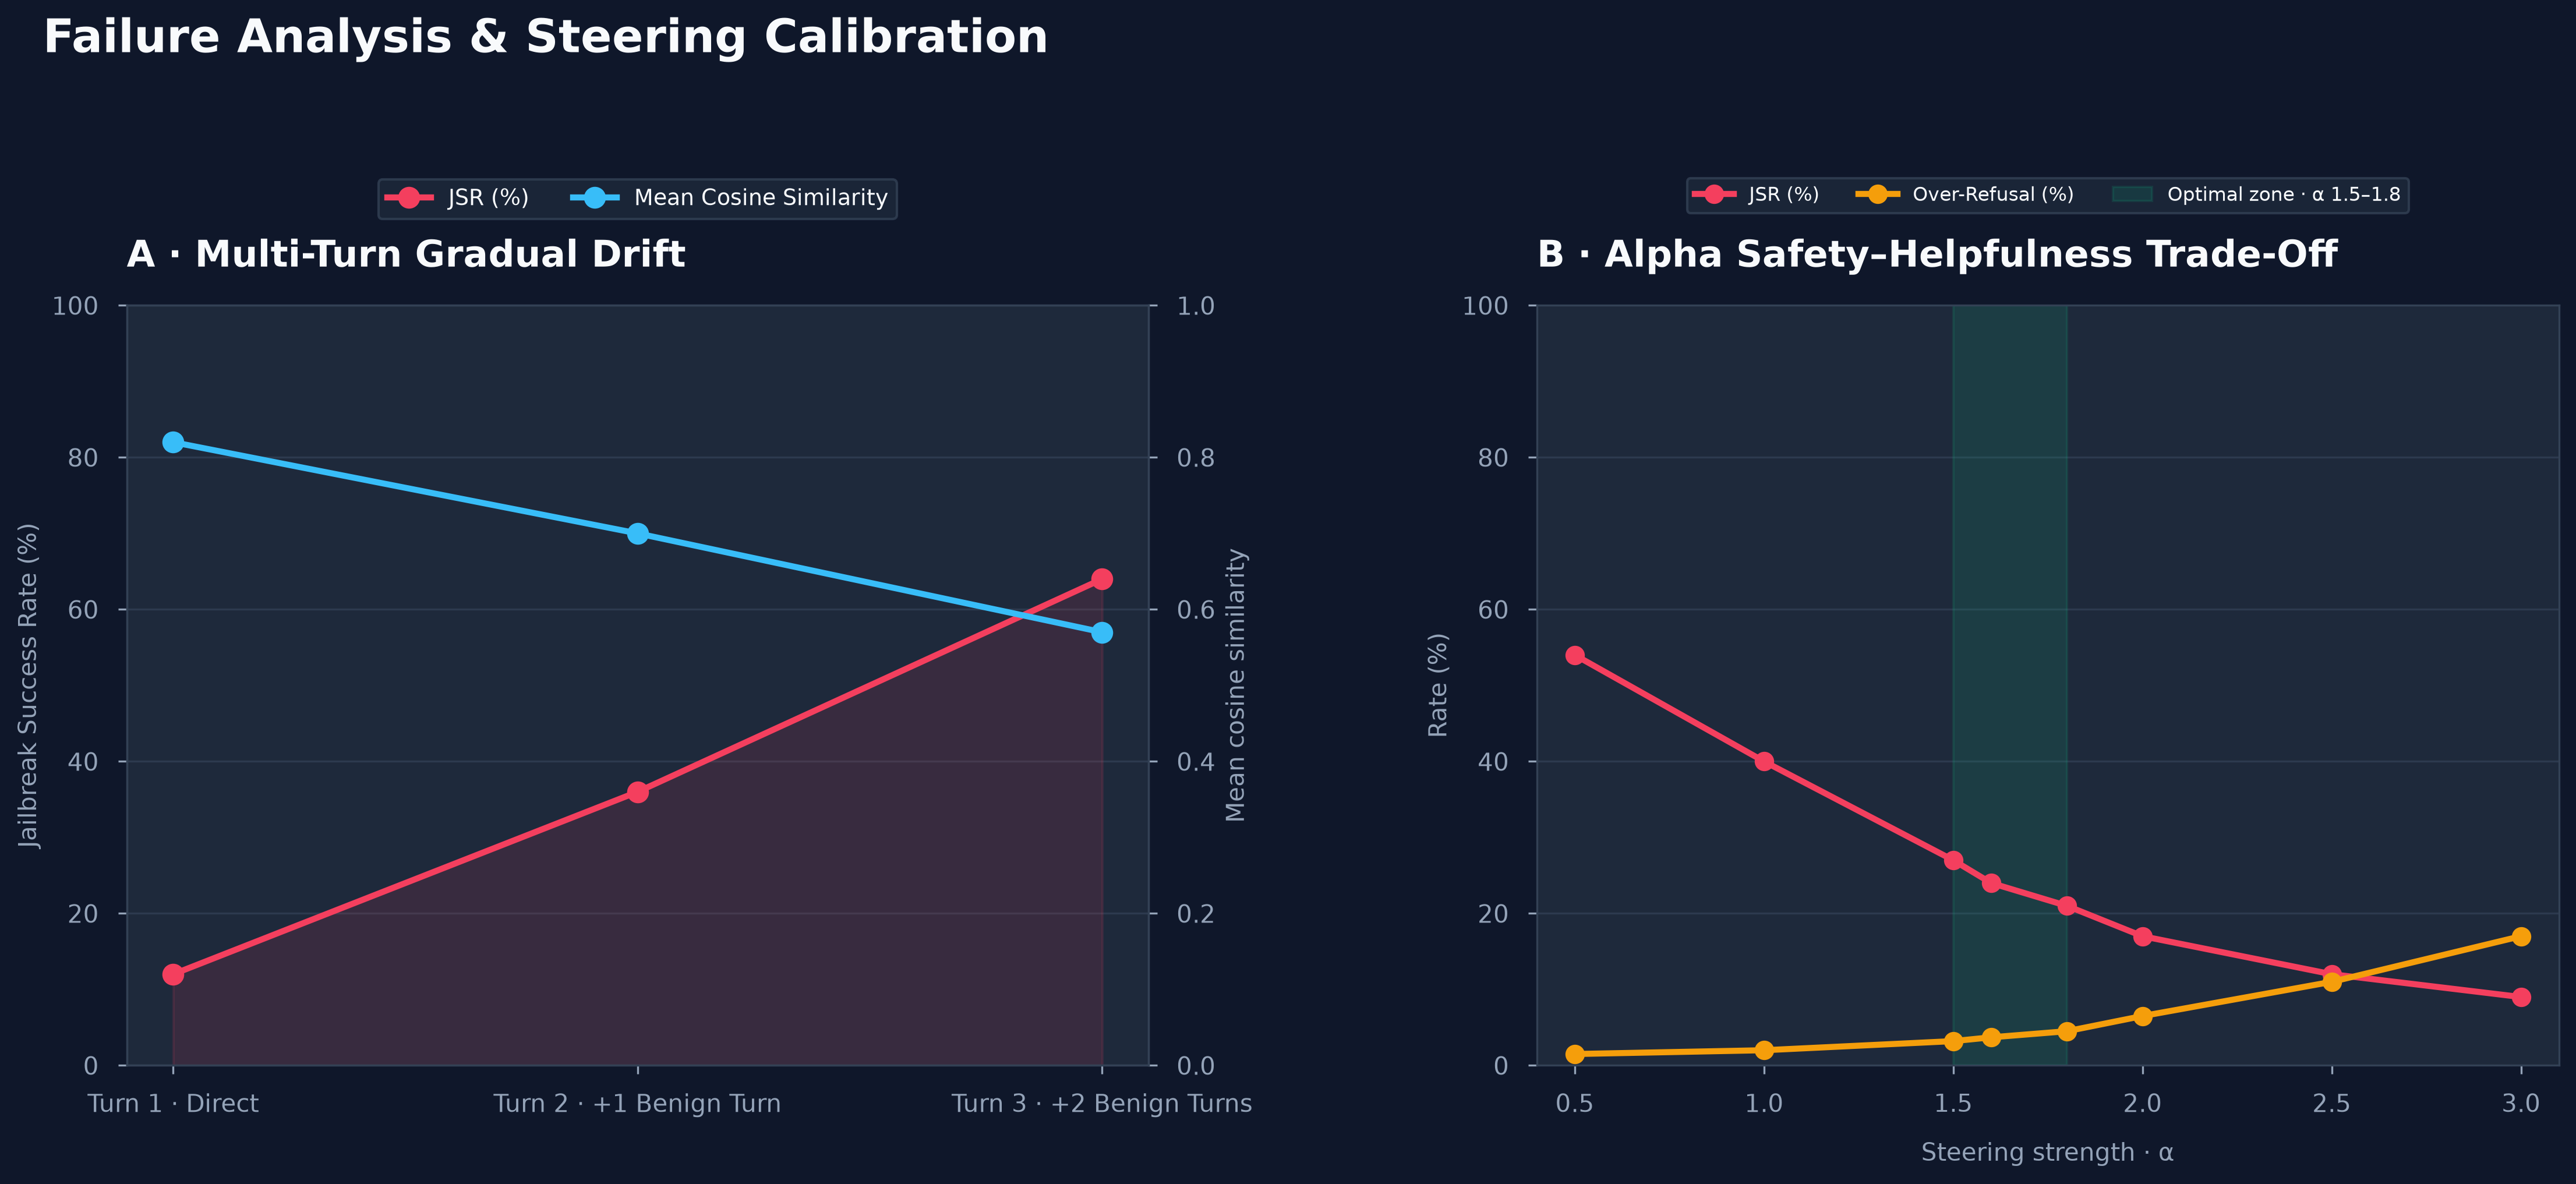 Failure Analysis & Steering Calibration
JSR (%)
Mean Cosine Similarity
A · Multi-Turn Gradual Drift
Jailbreak Success Rate (%)
100
80
60
40
20
0
1.0
0.8
0.6
0.4
0.2
0.0
Mean cosine similarity
Turn 1 · Direct
Turn 2 · +1 Benign Turn
Turn 3 · +2 Benign Turns
JSR (%)
Over-Refusal (%)
Optimal zone · α 1.5–1.8
B · Alpha Safety–Helpfulness Trade-Off
Rate (%)
100
80
60
40
20
0
0.5
1.0
1.5
2.0
2.5
3.0
Steering strength · α